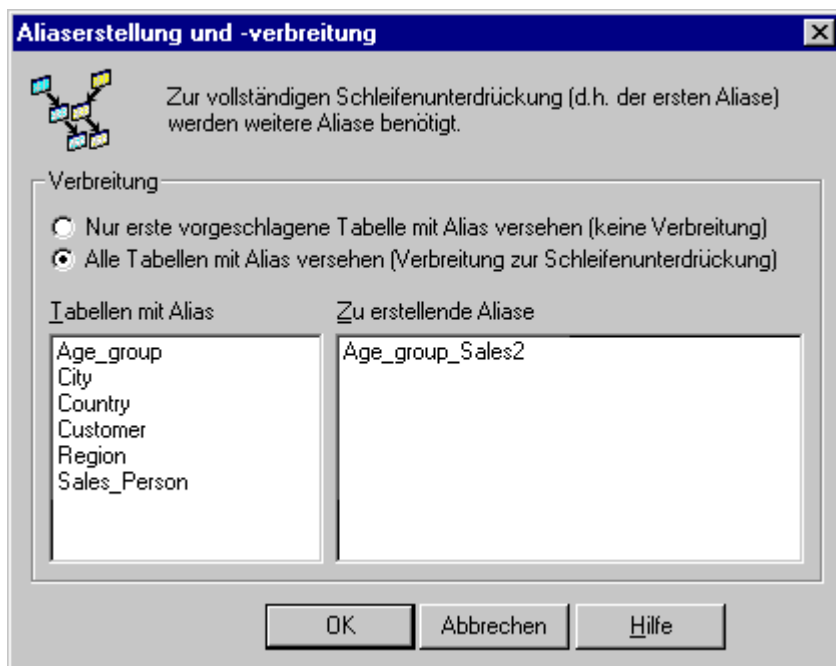 Aliaserstellung und -verbreitung
Zur vollständigen Schleifenunterdrückung (d.h. der ersten Aliase)
werden weitere Aliase benötigt.
Verbreitung
Nur erste vorgeschlagene Tabelle mit Alias versehen (keine Verbreitung)
Alle Tabellen mit Alias versehen (Verbreitung zur Schleifenunterdrückung)
Tabellen mit Alias
Age_group
City
Country
Customer
Region
Sales_Person
Zu erstellende Aliase
Age_group_Sales2
OK
Abbrechen
Hilfe